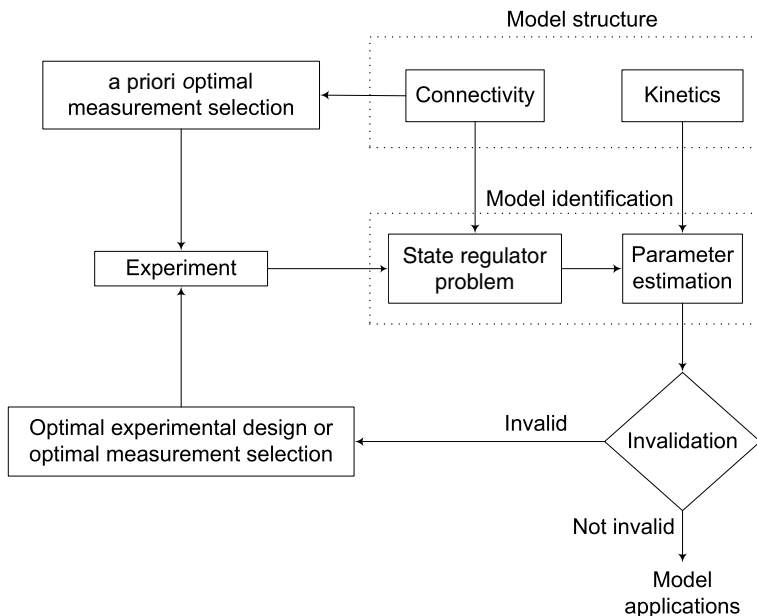 Model structure
a priori optimal
measurement selection
Connectivity
Kinetics
Model identification
Experiment
State regulator
problem
Parameter
estimation
Optimal experimental design or
optimal measurement selection
Invalid
Invalidation
Not invalid
Model
applications